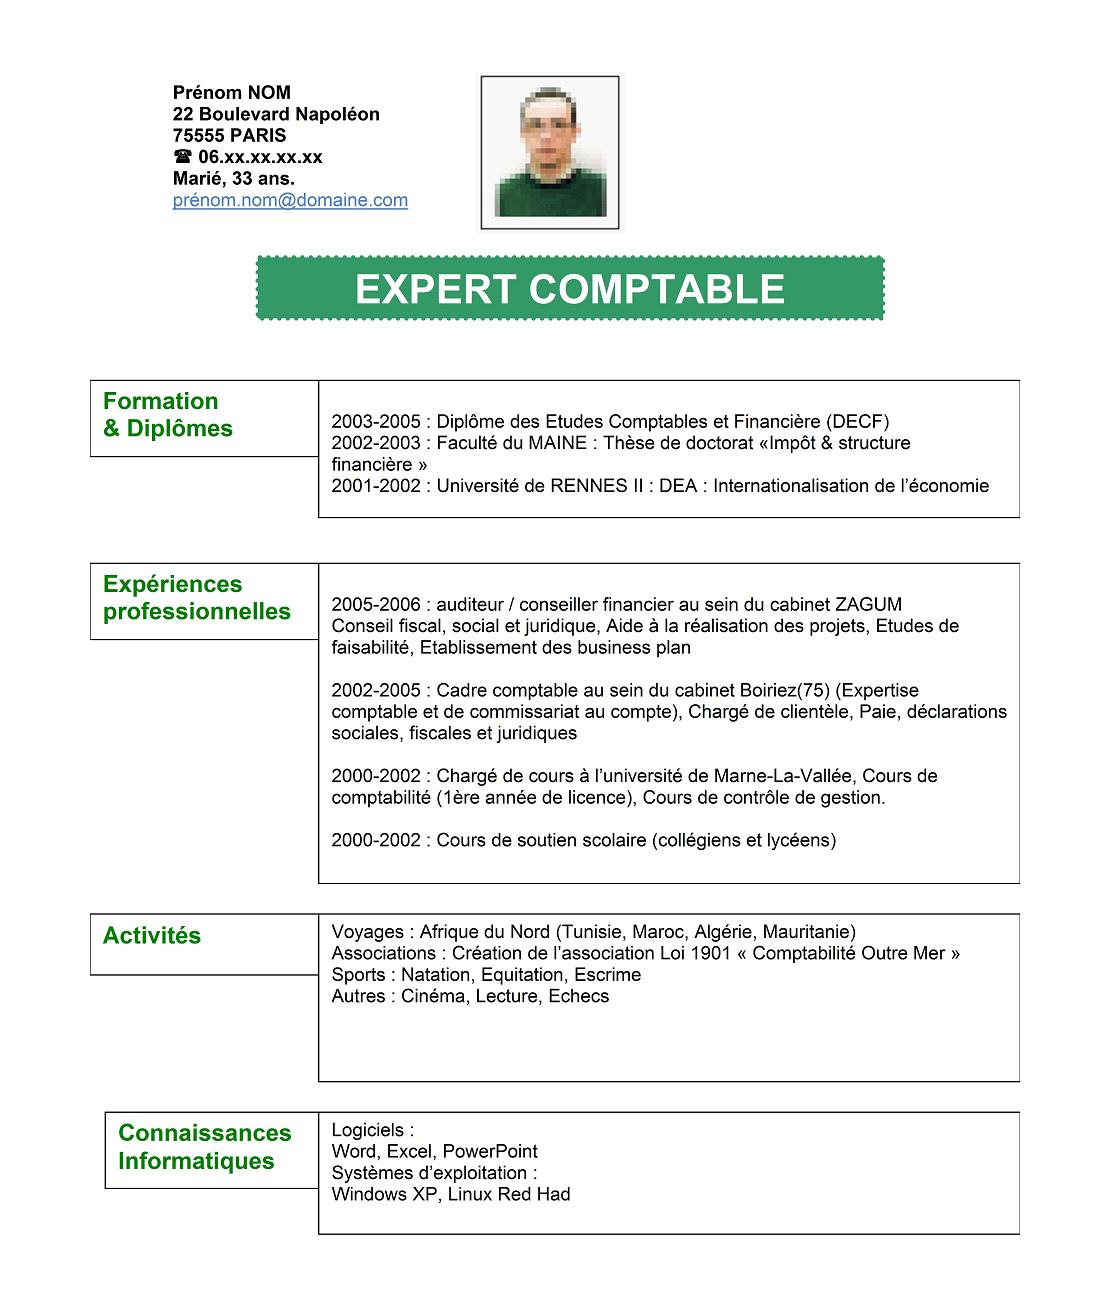 Prénom NOM
22 Boulevard Napoléon
75555 PARIS
☎ 06.xx.xx.xx.xx
Marié, 33 ans.
prénom.nom@domaine.com
EXPERT COMPTABLE
Formation
& Diplômes
2003-2005 : Diplôme des Etudes Comptables et Financière (DECF)
2002-2003 : Faculté du MAINE : Thèse de doctorat «Impôt & structure
financière »
2001-2002 : Université de RENNES II : DEA : Internationalisation de l’économie
Expériences
professionnelles
2005-2006 : auditeur / conseiller financier au sein du cabinet ZAGUM
Conseil fiscal, social et juridique, Aide à la réalisation des projets, Etudes de
faisabilité, Etablissement des business plan
2002-2005 : Cadre comptable au sein du cabinet Boiriez(75) (Expertise
comptable et de commissariat au compte), Chargé de clientèle, Paie, déclarations
sociales, fiscales et juridiques
2000-2002 : Chargé de cours à l’université de Marne-La-Vallée, Cours de
comptabilité (1ère année de licence), Cours de contrôle de gestion.
2000-2002 : Cours de soutien scolaire (collégiens et lycéens)
Activités
Voyages : Afrique du Nord (Tunisie, Maroc, Algérie, Mauritanie)
Associations : Création de l’association Loi 1901 « Comptabilité Outre Mer »
Sports : Natation, Equitation, Escrime
Autres : Cinéma, Lecture, Echecs
Connaissances
Informatiques
Logiciels :
Word, Excel, PowerPoint
Systèmes d’exploitation :
Windows XP, Linux Red Had